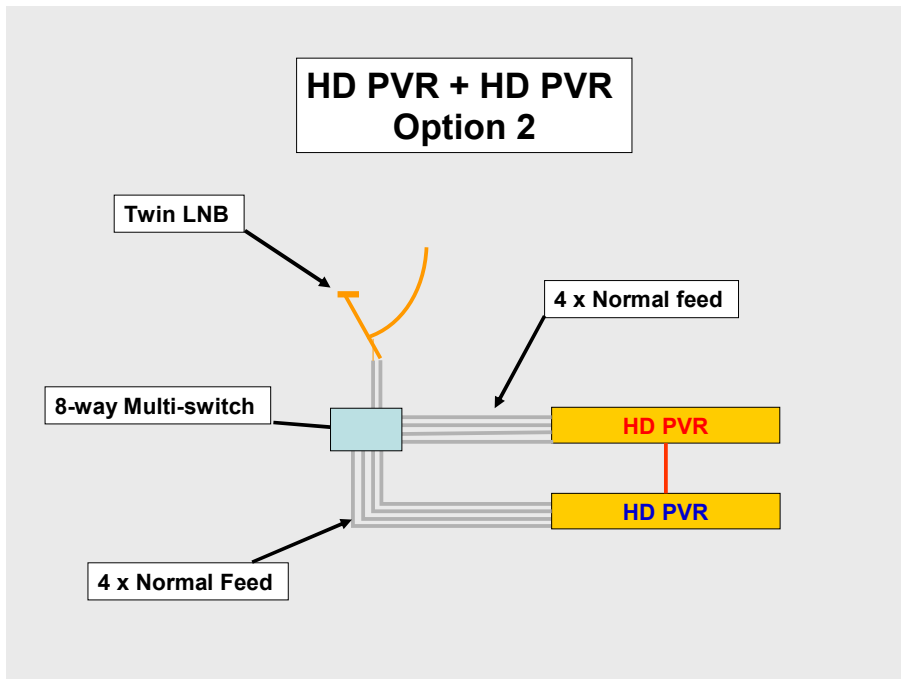 HD PVR + HD PVR
Option 2
Twin LNB
4 x Normal feed
8-way Multi-switch
HD PVR
HD PVR
4 x Normal Feed